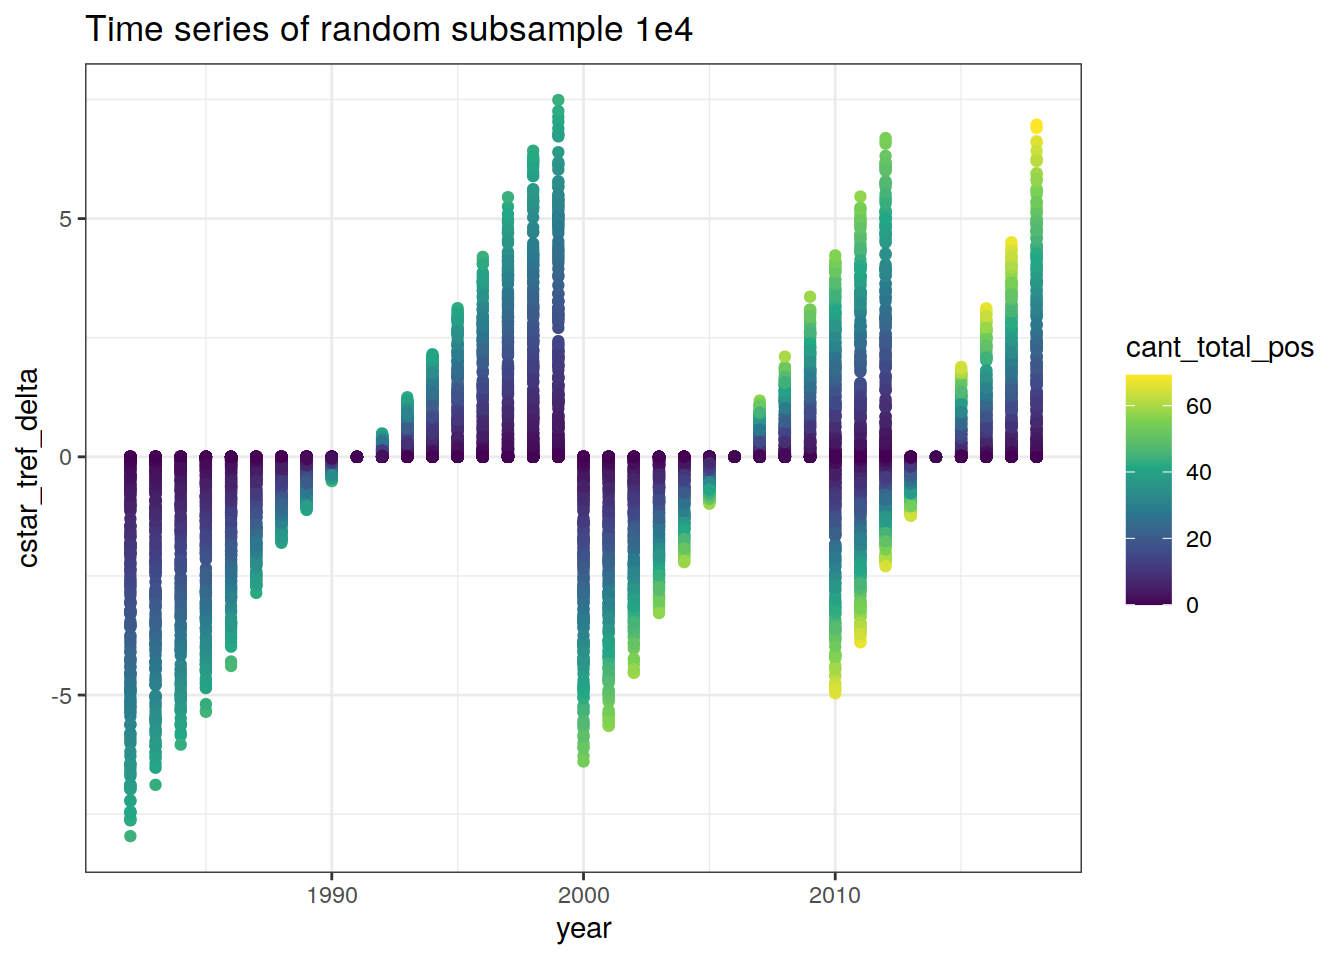 Time series of random subsample 1e4
cstar_tref_delta
5
0
-5
1990
2000
2010
year
cant_total_pos
60
40
20
0